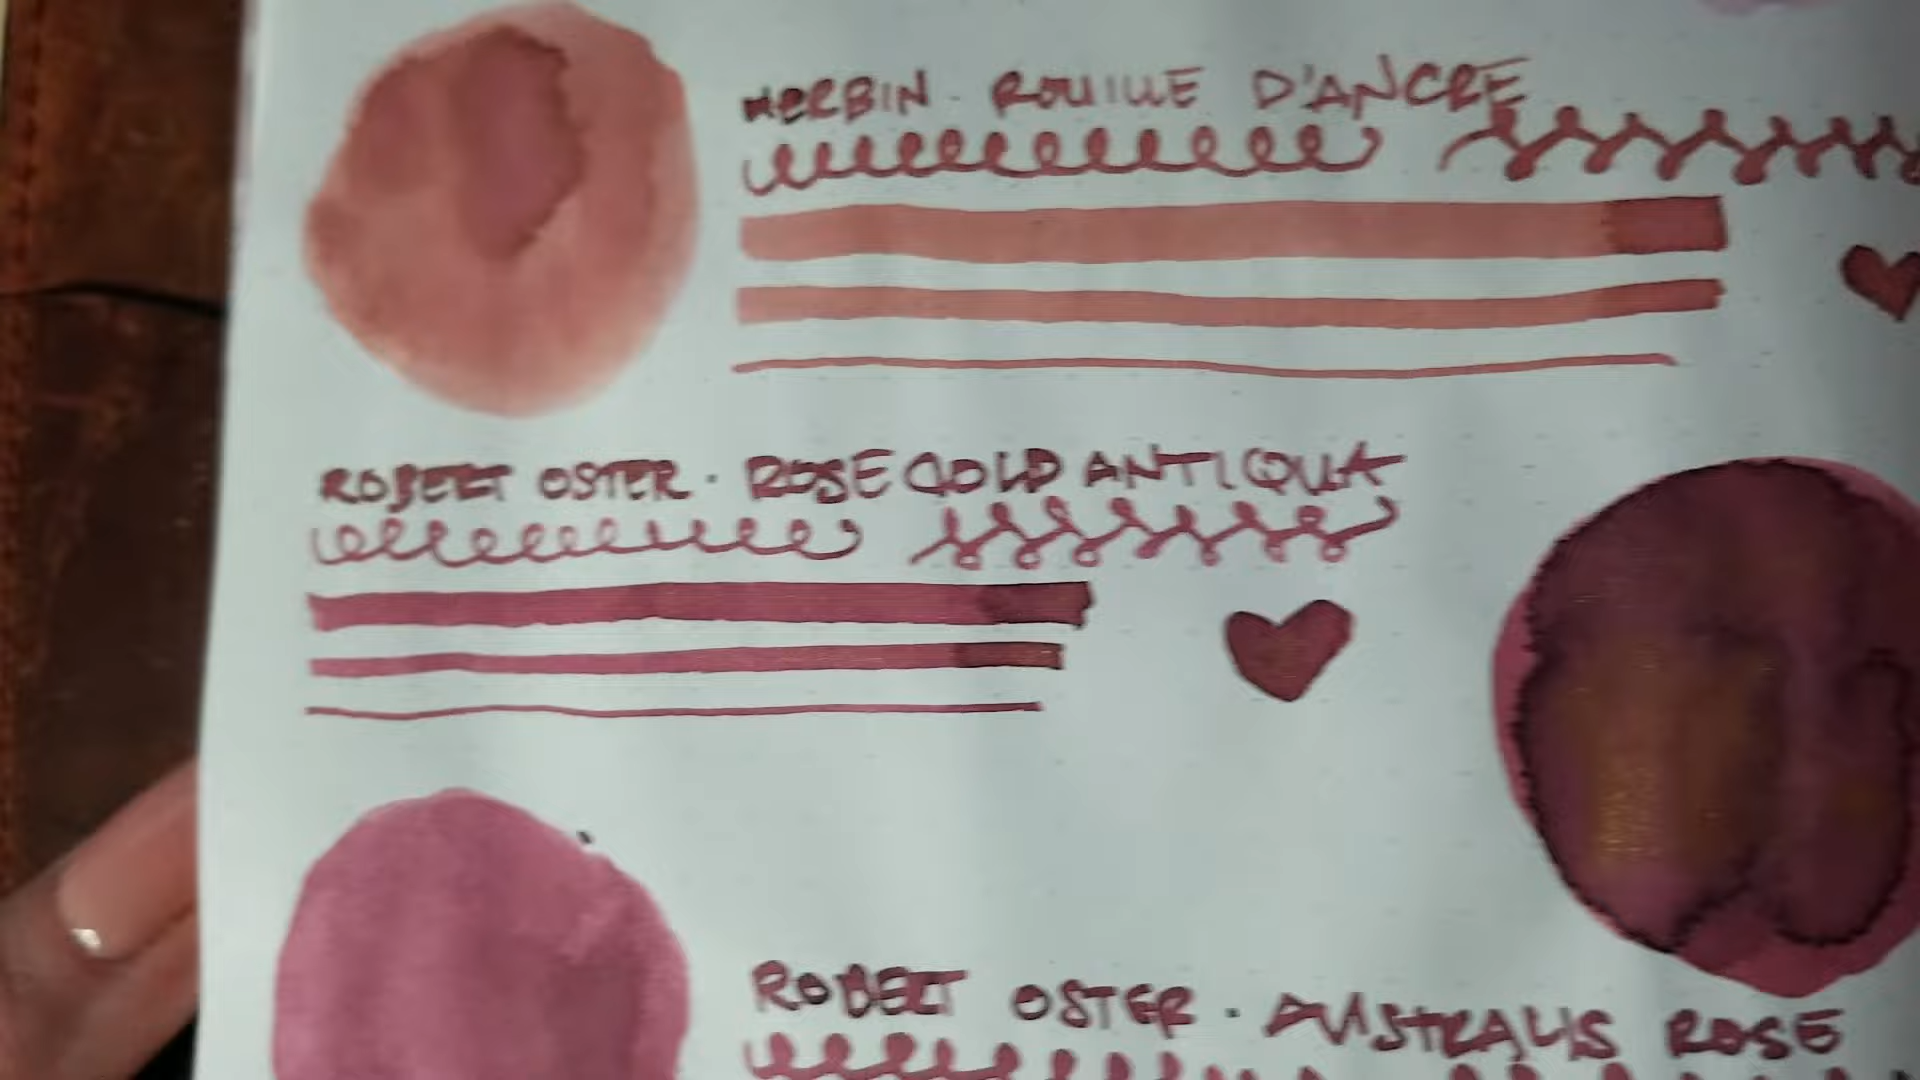 HERBIN. ROUILLE D'ANCRE
ROBERT OSTER. ROSE GOLD ANTIQUA
ROBERT OSTER. AUSTRALIS ROSE